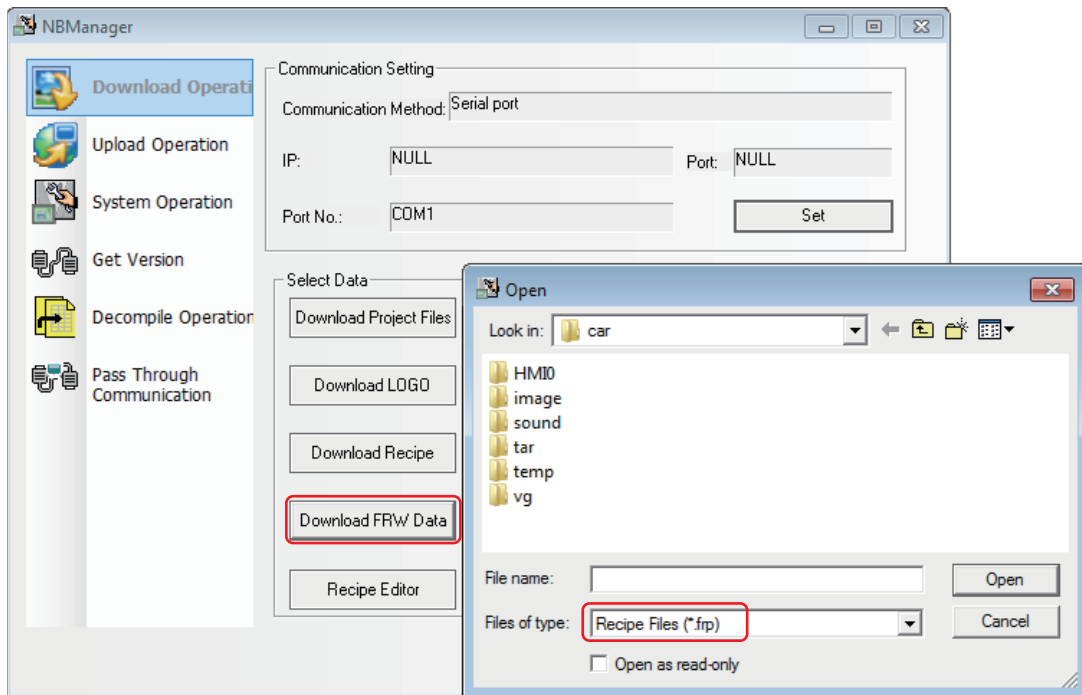 NBManager
Download Operati
Upload Operation
System Operation
Get Version
Decompile Operation
Pass Through
Communication
Communication Setting
Communication Method: Serial port
IP: NULL Port: NULL
Port No.: COM1 Set
Select Data
Download Project Files
Download LOGO
Download Recipe
Download FRW Data
Recipe Editor
Open
Look in: car
HMI0
image
sound
tar
temp
vg
File name: Open
Files of type: Recipe Files (*.frp) Cancel
Open as read-only